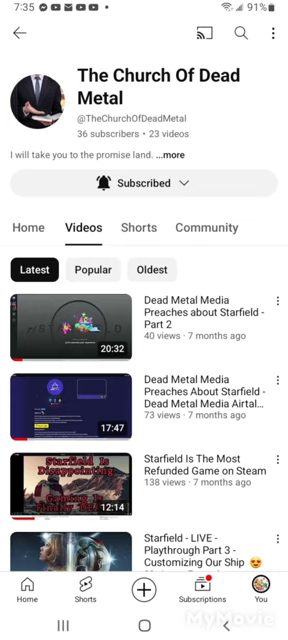 7:35
91%
The Church Of Dead
Metal
@TheChurchOfDeadMetal
36 subscribers • 23 videos
I will take you to the promise land. ...more
Subscribed
Home Videos Shorts Community
Latest Popular Oldest
Dead Metal Media
Preaches about Starfield -
Part 2
40 views · 7 months ago
20:32
Dead Metal Media
Preaches About Starfield -
Dead Metal Media Airtal...
73 views · 7 months ago
17:47
Starfield Is
Disappointing
Gaming Is
12:14
Starfield Is The Most
Refunded Game on Steam
138 views · 7 months ago
Starfield - LIVE -
Playthrough Part 3 -
Customizing Our Ship 😍
Home Shorts Subscriptions You
MyMovie